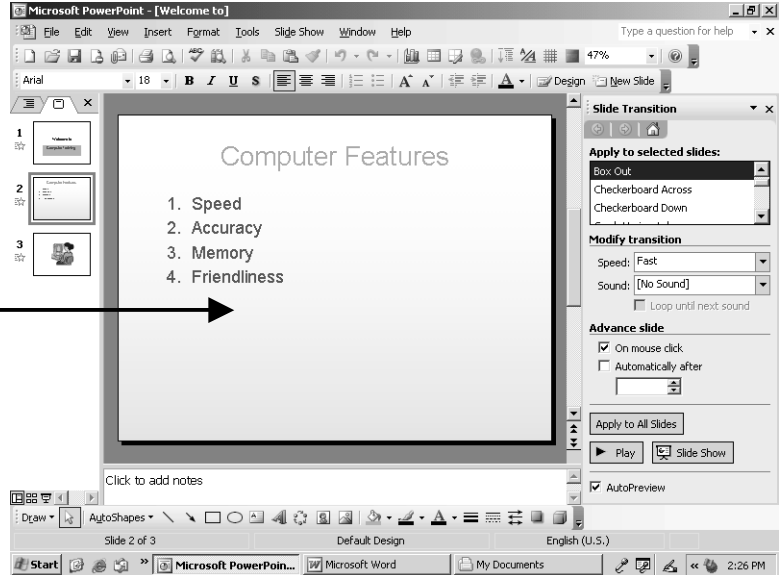 Microsoft PowerPoint - [Welcome to]
File Edit View Insert Format Tools Slide Show Window Help Type a question for help
47%
Arial 18 B I U S A A A Design New Slide
Slide Transition
1
2
3
Computer Features
1. Speed
2. Accuracy
3. Memory
4. Friendliness
Apply to selected slides:
Box Out
Checkerboard Across
Checkerboard Down
Modify transition
Speed: Fast
Sound: [No Sound]
Loop until next sound
Advance slide
On mouse click
Automatically after
Apply to All Slides
Play Slide Show
AutoPreview
Click to add notes
Draw AutoShapes A
Slide 2 of 3 Default Design English (U.S.)
Start Microsoft PowerPoin... Microsoft Word My Documents 2:26 PM